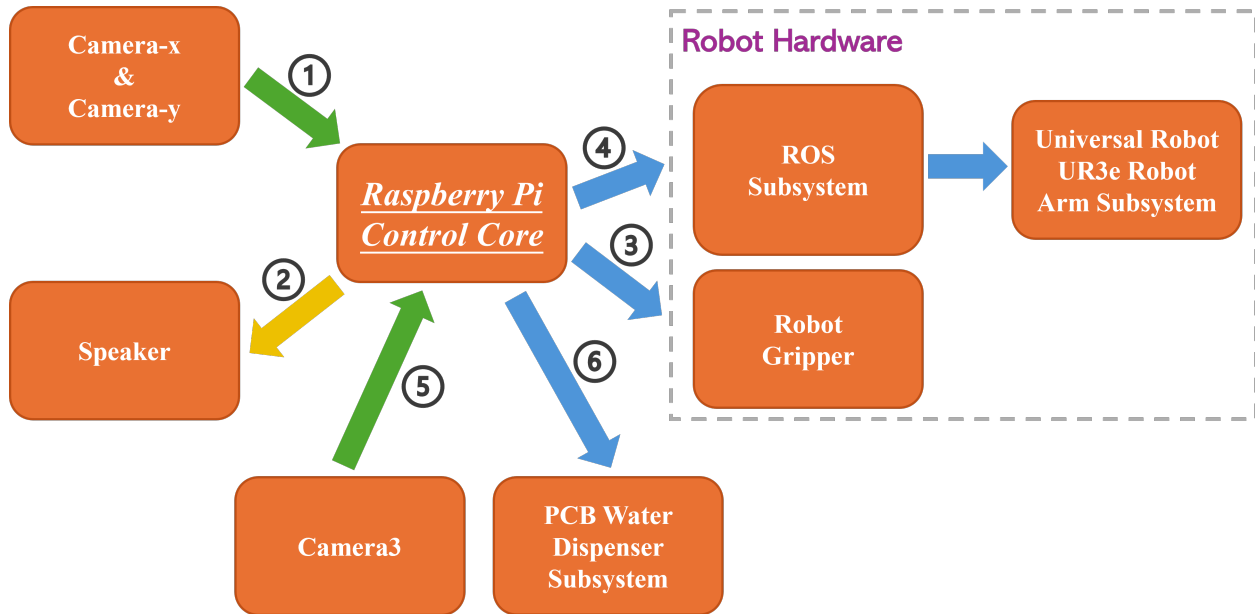 Camera-x
&
Camera-y
①
Raspberry Pi
Control Core
②
Speaker
⑤
Camera3
⑥
PCB Water
Dispenser
Subsystem
④
③
Robot Hardware
ROS
Subsystem
Universal Robot
UR3e Robot
Arm Subsystem
Robot
Gripper